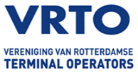 VRTO
VERENIGING VAN ROTTERDAMSE
TERMINAL OPERATORS